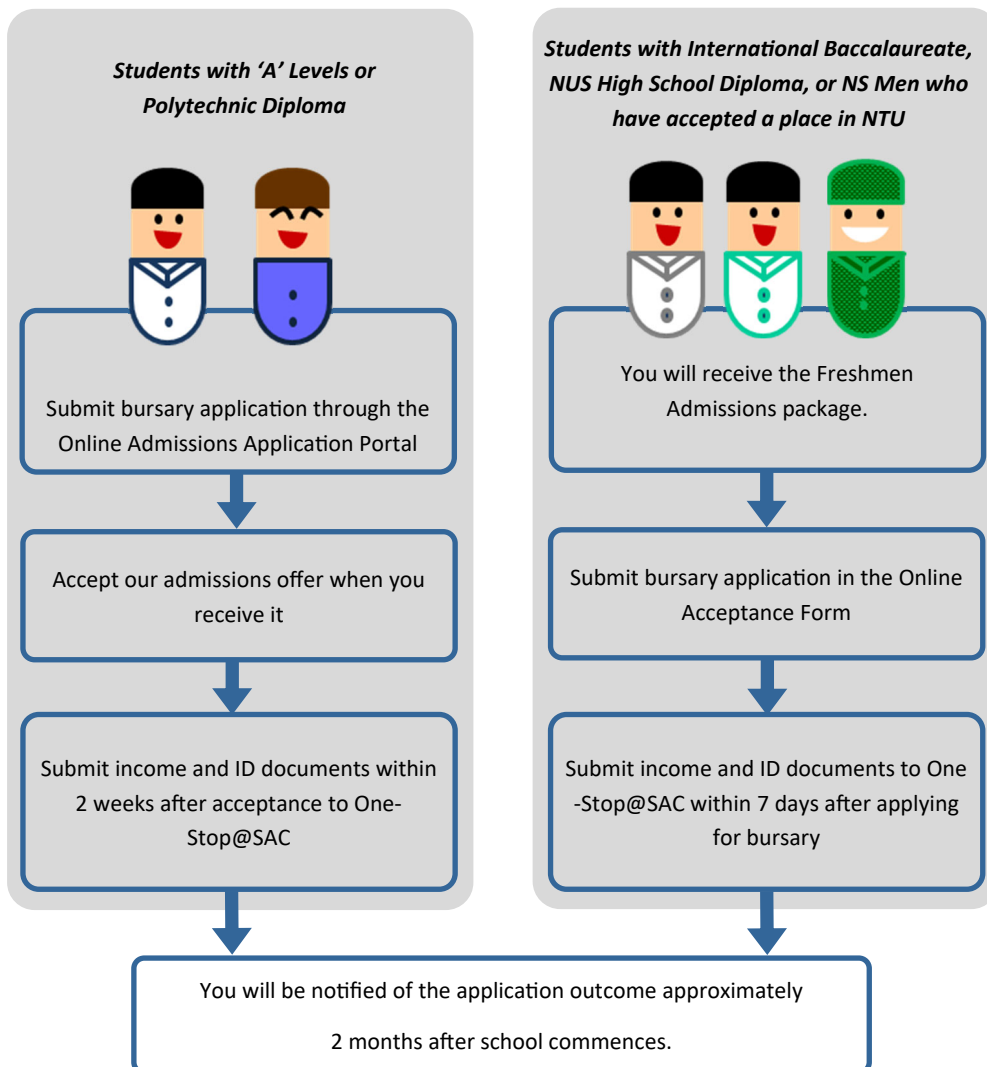 Students with ‘A’ Levels or
Polytechnic Diploma
Submit bursary application through the
Online Admissions Application Portal
Accept our admissions offer when you
receive it
Submit income and ID documents within
2 weeks after acceptance to One-
Stop@SAC
Students with International Baccalaureate,
NUS High School Diploma, or NS Men who
have accepted a place in NTU
You will receive the Freshmen
Admissions package.
Submit bursary application in the Online
Acceptance Form
Submit income and ID documents to One
-Stop@SAC within 7 days after applying
for bursary
You will be notified of the application outcome approximately
2 months after school commences.